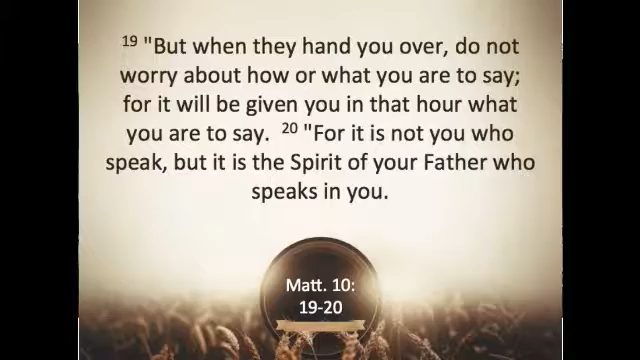 19 "But when they hand you over, do not
worry about how or what you are to say;
for it will be given you in that hour what
you are to say. 20 "For it is not you who
speak, but it is the Spirit of your Father who
speaks in you.
Matt. 10:
19-20